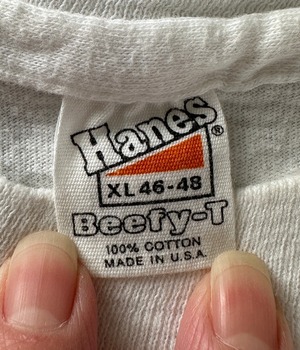 Hanes®
XL 46-48
Beefy-T
100% COTTON
MADE IN U.S.A.